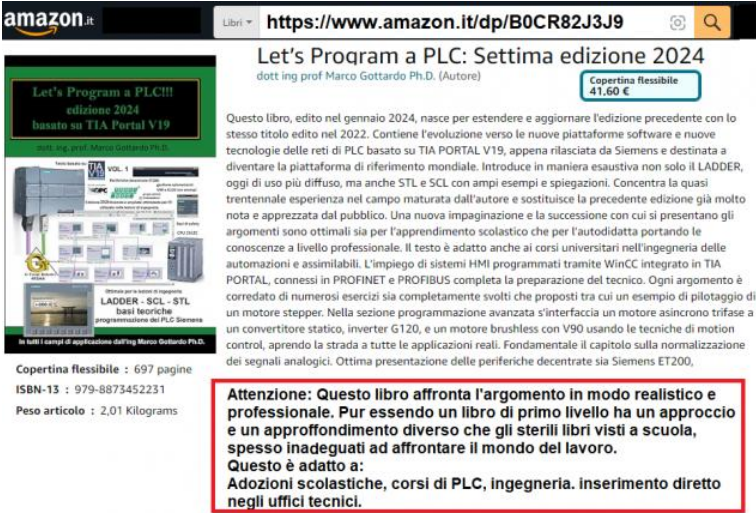 amazon.it
Libri
https://www.amazon.it/dp/B0CR82J3J9
Let's Program a PLC: Settima edizione 2024
dott ing prof Marco Gottardo Ph.D. (Autore)
Copertina flessibile
41,60 €
Let's Program a PLC!!!
edizione 2024
basato su TIA Portal V19
dott. ing. prof. Marco Gottardo Ph.D.
VOL. 1
LADDER - SCL - STL
basi teoriche
programmazione dei PLC Siemens
In tutti i campi di applicazione dall'ing Marco Gottardo Ph.D.
Questo libro, edito nel gennaio 2024, nasce per estendere e aggiornare l'edizione precedente con lo
stesso titolo edito nel 2022. Contiene l'evoluzione verso le nuove piattaforme software e nuove
tecnologie delle reti di PLC basato su TIA PORTAL V19, appena rilasciata da Siemens e destinata a
diventare la piattaforma di riferimento mondiale. Introduce in maniera esaustiva non solo il LADDER,
oggi di uso più diffuso, ma anche STL e SCL con ampi esempi e spiegazioni. Concentra la quasi
trentennale esperienza nel campo maturata dall'autore e sostituisce la precedente edizione già molto
nota e apprezzata dal pubblico. Una nuova impaginazione e la successione con cui si presentano gli
argomenti sono ottimali sia per l'apprendimento scolastico che per l'autodidatta portando le
conoscenze a livello professionale. Il testo è adatto anche ai corsi universitari nell'ingegneria delle
automazioni e assimilabili. L'impiego di sistemi HMI programmati tramite WinCC integrato in TIA
PORTAL, connessi in PROFINET e PROFIBUS completa la preparazione del tecnico. Ogni argomento è
corredato di numerosi esercizi sia completamente svolti che proposti tra cui un esempio di pilotaggio di
un motore stepper. Nella sezione programmazione avanzata s'interfaccia un motore asincrono trifase a
un convertitore statico, inverter G120, e un motore brushless con V90 usando le tecniche di motion
control, aprendo la strada a tutte le applicazioni reali. Fondamentale il capitolo sulla normalizzazione
dei segnali analogici. Ottima presentazione delle periferiche decentrate sia Siemens ET200,
Copertina flessibile : 697 pagine
ISBN-13 : 979-8873452231
Peso articolo : 2,01 Kilograms
Attenzione: Questo libro affronta l'argomento in modo realistico e
professionale. Pur essendo un libro di primo livello ha un approccio
e un approfondimento diverso che gli sterili libri visti a scuola,
spesso inadeguati ad affrontare il mondo del lavoro.
Questo è adatto a:
Adozioni scolastiche, corsi di PLC, ingegneria. inserimento diretto
negli uffici tecnici.